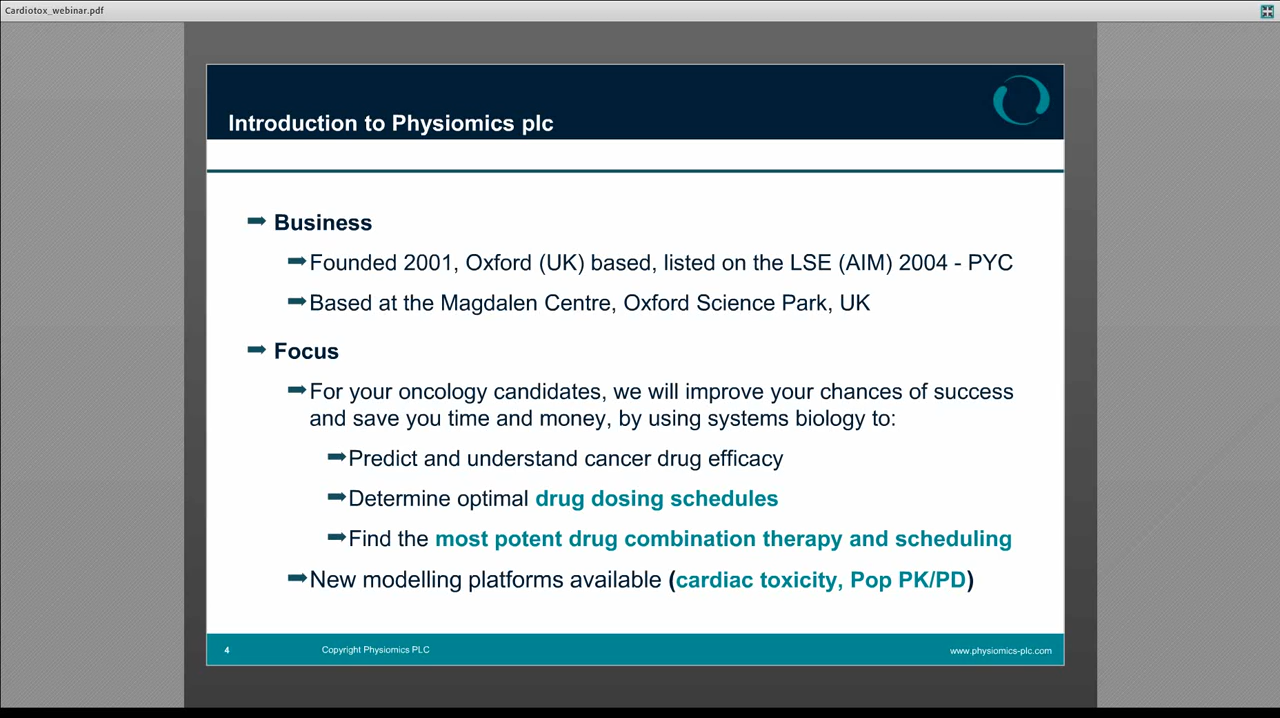 Cardiotox_webinar.pdf
Introduction to Physiomics plc
Business
Founded 2001, Oxford (UK) based, listed on the LSE (AIM) 2004 - PYC
Based at the Magdalen Centre, Oxford Science Park, UK
Focus
For your oncology candidates, we will improve your chances of success
and save you time and money, by using systems biology to:
Predict and understand cancer drug efficacy
Determine optimal drug dosing schedules
Find the most potent drug combination therapy and scheduling
New modelling platforms available (cardiac toxicity, Pop PK/PD)
4 Copyright Physiomics PLC www.physiomics-plc.com